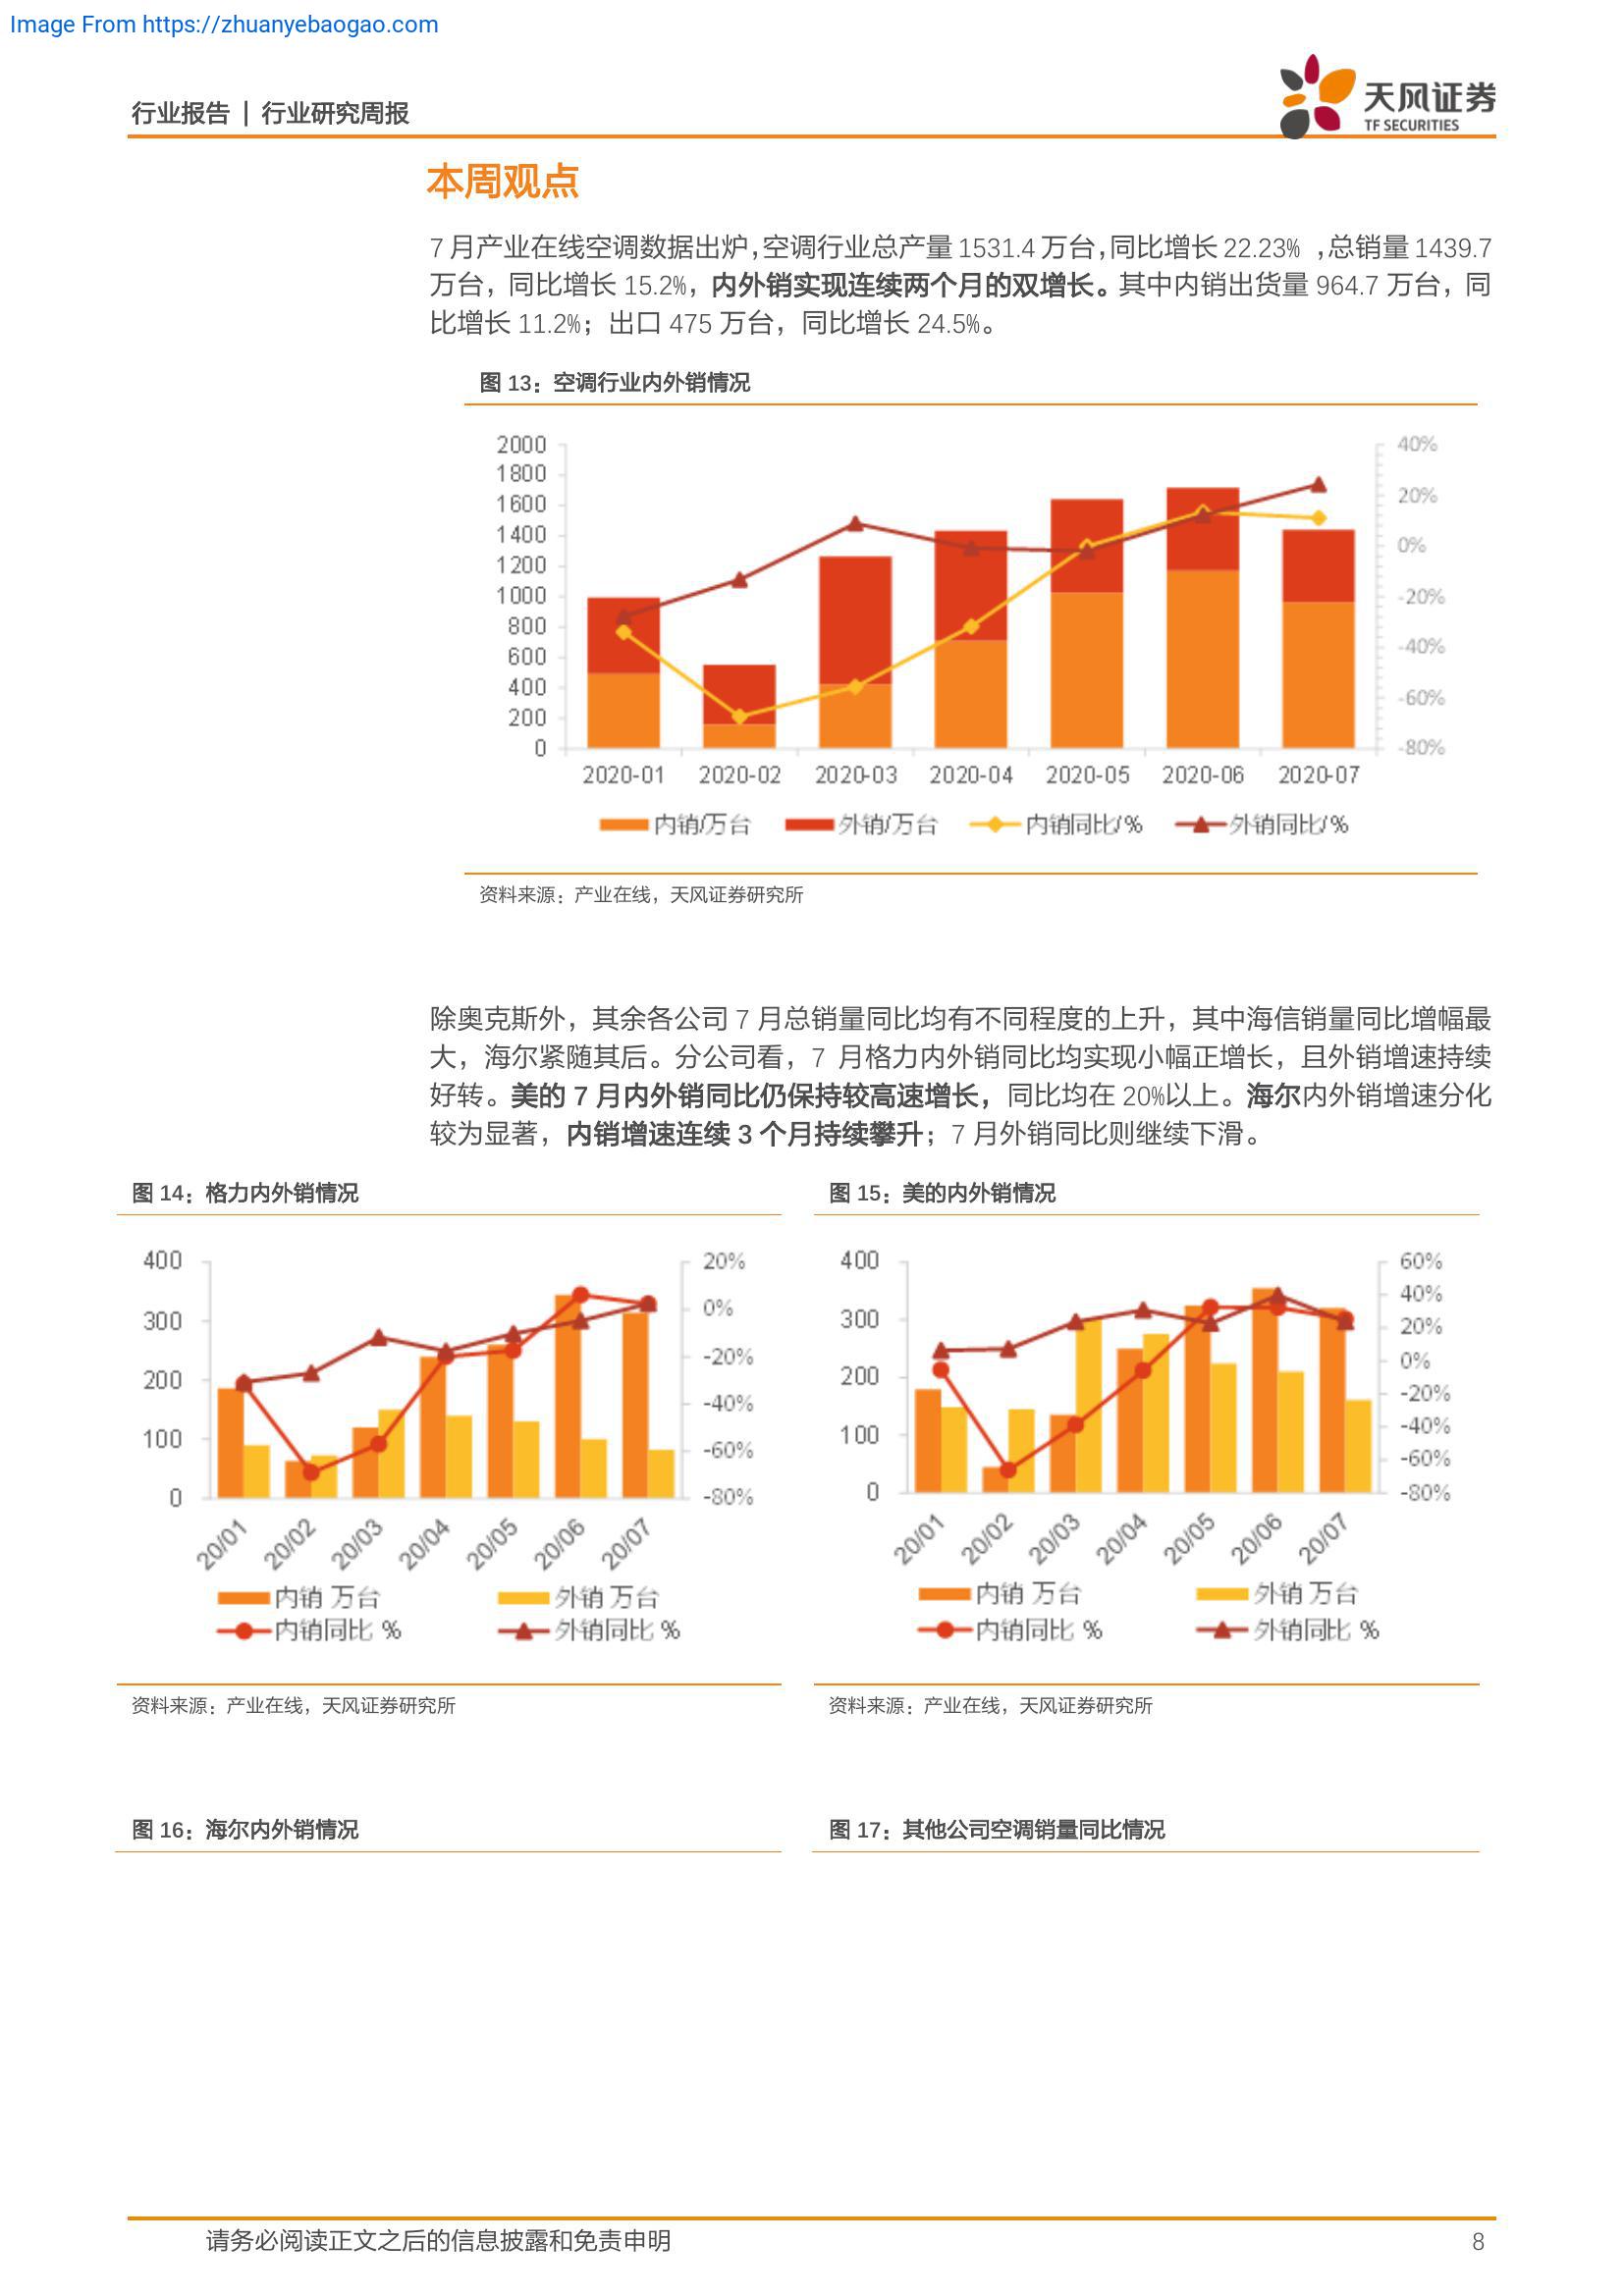 Image From https://zhuanyebaogao.com
行业报告 | 行业研究周报
天风证券
TF SECURITIES
本周观点
7 月产业在线空调数据出炉,空调行业总产量 1531.4 万台,同比增长 22.23% ,总销量 1439.7
万台，同比增长 15.2%，内外销实现连续两个月的双增长。其中内销出货量 964.7 万台，同
比增长 11.2%；出口 475 万台，同比增长 24.5%。
图 13：空调行业内外销情况
2000
1800
1600
1400
1200
1000
800
600
400
200
0
40%
20%
0%
-20%
-40%
-60%
-80%
2020-01 2020-02 2020-03 2020-04 2020-05 2020-06 2020-07
内销/万台 外销/万台 内销同比/% 外销同比/%
资料来源：产业在线，天风证券研究所
除奥克斯外，其余各公司 7 月总销量同比均有不同程度的上升，其中海信销量同比增幅最
大，海尔紧随其后。分公司看，7 月格力内外销同比均实现小幅正增长，且外销增速持续
好转。美的 7 月内外销同比仍保持较高速增长，同比均在 20%以上。海尔内外销增速分化
较为显著，内销增速连续 3 个月持续攀升；7 月外销同比则继续下滑。
图 14：格力内外销情况
400
300
200
100
0
20%
0%
-20%
-40%
-60%
-80%
20/01 20/02 20/03 20/04 20/05 20/06 20/07
内销 万台 外销 万台
内销同比 % 外销同比 %
资料来源：产业在线，天风证券研究所
图 15：美的内外销情况
400
300
200
100
0
60%
40%
20%
0%
-20%
-40%
-60%
-80%
20/01 20/02 20/03 20/04 20/05 20/06 20/07
内销 万台 外销 万台
内销同比 % 外销同比 %
资料来源：产业在线，天风证券研究所
图 16：海尔内外销情况
图 17：其他公司空调销量同比情况
请务必阅读正文之后的信息披露和免责申明
8